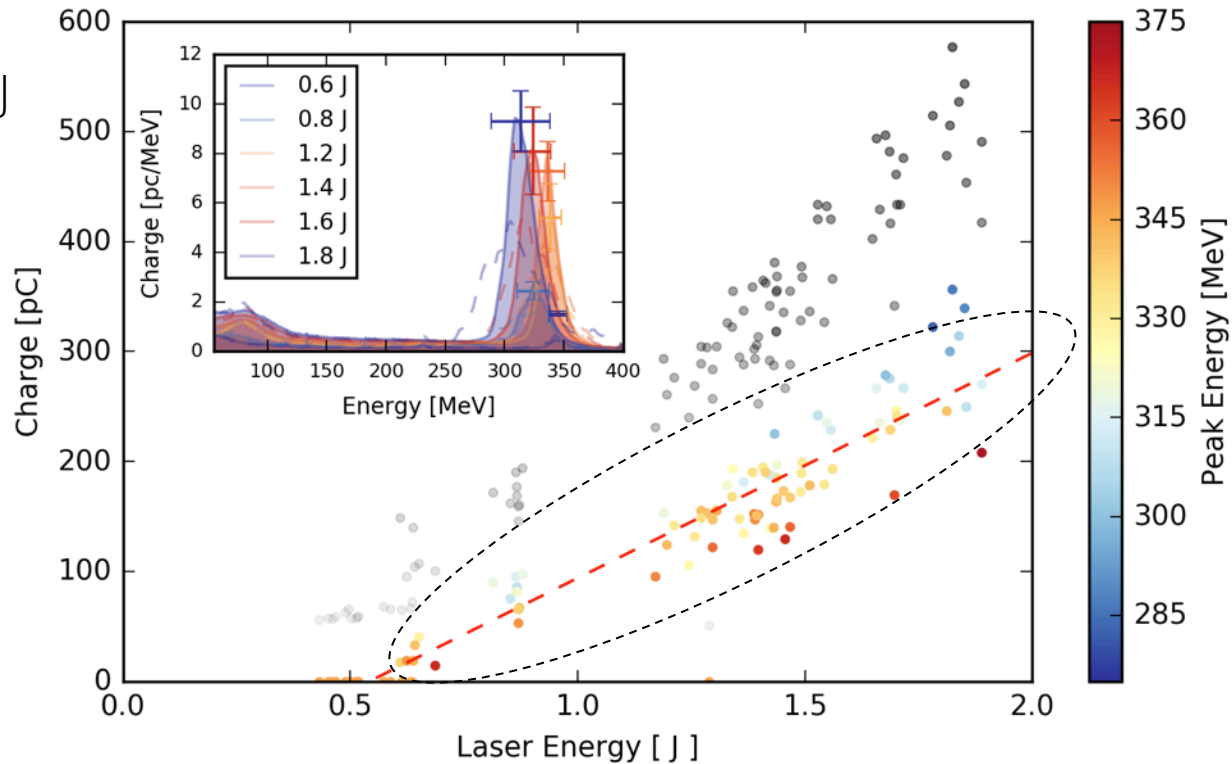 J
600
500
400
300
200
100
0
Charge [pC]
0.0 0.5 1.0 1.5 2.0
Laser Energy [ J ]
12
10
8
6
4
2
0
Charge [pc/MeV]
0.6 J
0.8 J
1.2 J
1.4 J
1.6 J
1.8 J
100 150 200 250 300 350 400
Energy [MeV]
375
360
345
330
315
300
285
Peak Energy [MeV]